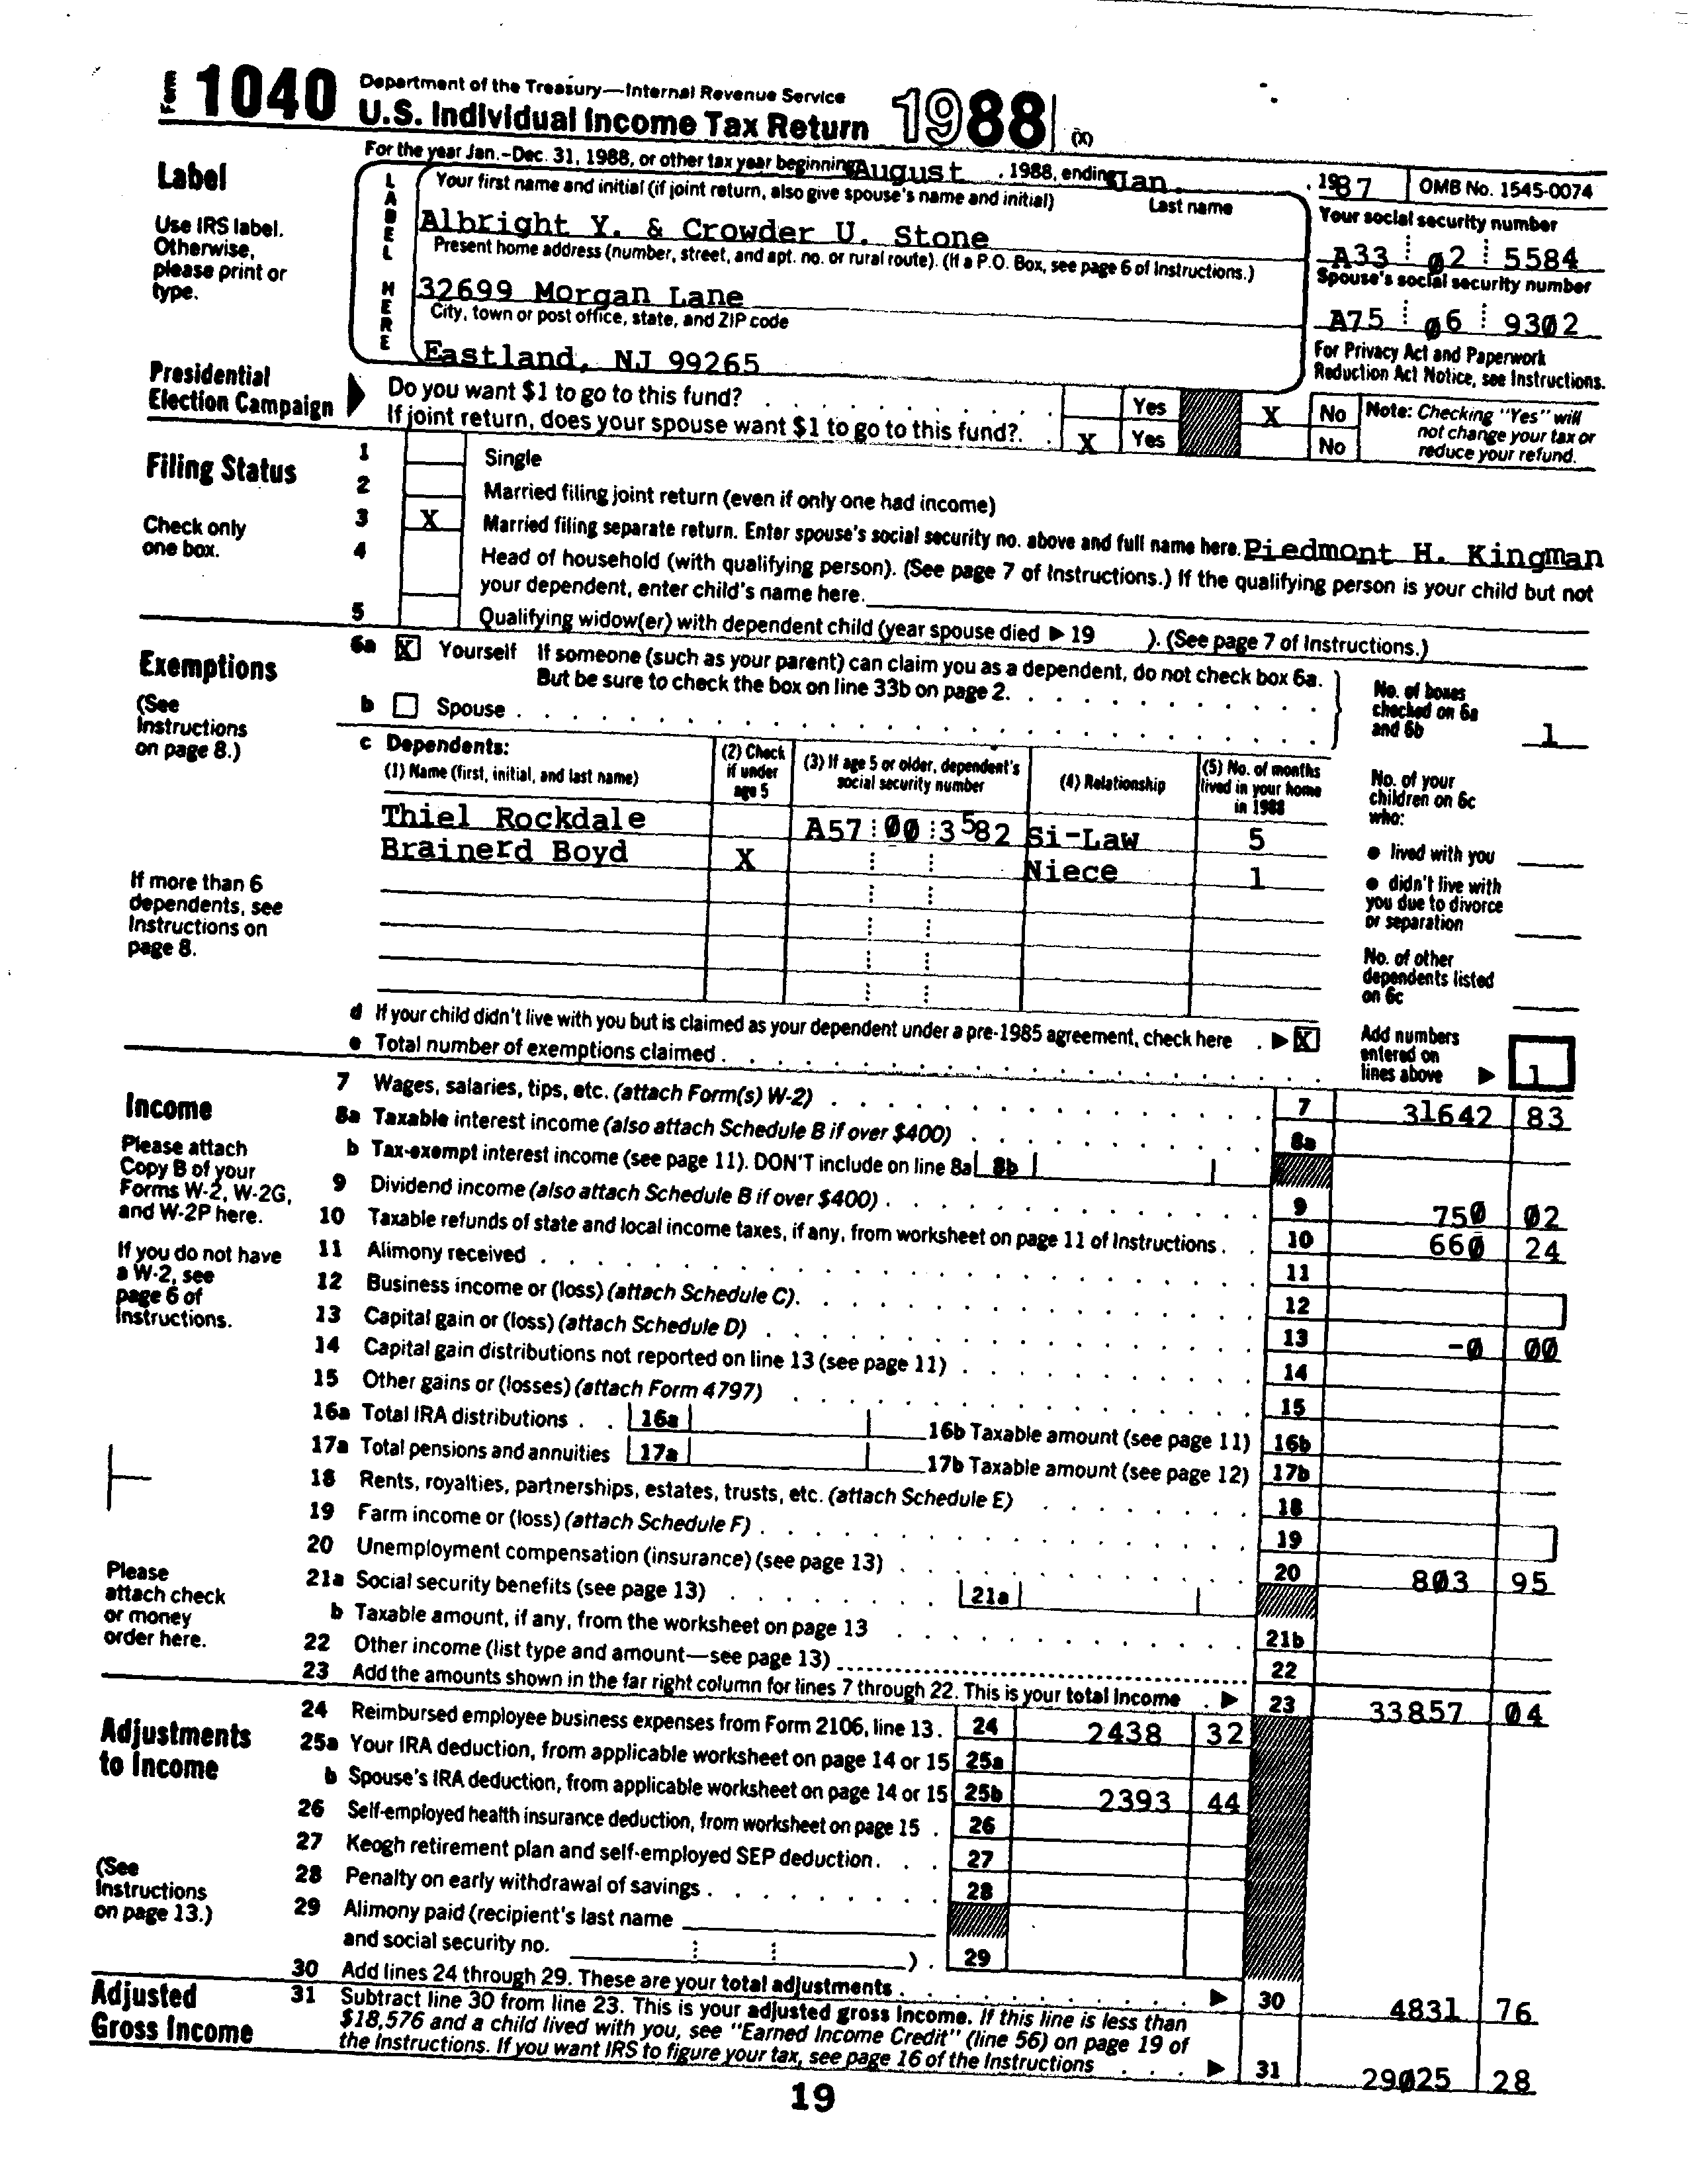 Form 1040 Department of the Treasury—Internal Revenue Service
U.S. Individual Income Tax Return 1988 (X)
For the year Jan.-Dec. 31, 1988, or other tax year beginning August , 1988, ending Jan. , 1987 OMB No. 1545-0074
Label
Use IRS label. Otherwise, please print or type.
LABEL HERE
Your first name and initial (if joint return, also give spouse's name and initial) Last name
Albright Y. & Crowder U. Stone
Your social security number
A33 02 5584
Present home address (number, street, and apt. no. or rural route). (If a P.O. Box, see page 6 of Instructions.)
32699 Morgan Lane
Spouse's social security number
A75 06 9302
City, town or post office, state, and ZIP code
Eastland, NJ 99265
For Privacy Act and Paperwork Reduction Act Notice, see Instructions.
Presidential Election Campaign
Do you want $1 to go to this fund? Yes X No
If joint return, does your spouse want $1 to go to this fund?. X Yes No
Note: Checking "Yes" will not change your tax or reduce your refund.
Filing Status
Check only one box.
1 Single
2 Married filing joint return (even if only one had income)
3 X Married filing separate return. Enter spouse's social security no. above and full name here. Piedmont H. Kingman
4 Head of household (with qualifying person). (See page 7 of Instructions.) If the qualifying person is your child but not
your dependent, enter child's name here.
5 Qualifying widow(er) with dependent child (year spouse died ▶ 19 ). (See page 7 of Instructions.)
Exemptions
(See Instructions on page 8.)
6a X Yourself If someone (such as your parent) can claim you as a dependent, do not check box 6a.
But be sure to check the box on line 33b on page 2.
b Spouse
No. of boxes checked on 6a and 6b 1
c Dependents:
(1) Name (first, initial, and last name)
(2) Check if under age 5
(3) If age 5 or older, dependent's social security number
(4) Relationship
(5) No. of months lived in your home in 1988
Thiel Rockdale A57 00 3582 Si-Law 5
Brainerd Boyd X Niece 1
If more than 6 dependents, see Instructions on page 8.
No. of your children on 6c who:
● lived with you
● didn't live with you due to divorce or separation
No. of other dependents listed on 6c
d If your child didn't live with you but is claimed as your dependent under a pre-1985 agreement, check here . ▶ X
e Total number of exemptions claimed
Add numbers entered on lines above ▶ 1
Income
Please attach Copy B of your Forms W-2, W-2G, and W-2P here.
If you do not have a W-2, see page 6 of Instructions.
Please attach check or money order here.
7 Wages, salaries, tips, etc. (attach Form(s) W-2) 7 31642 83
8a Taxable interest income (also attach Schedule B if over $400) 8a
b Tax-exempt interest income (see page 11). DON'T include on line 8a 8b
9 Dividend income (also attach Schedule B if over $400) 9 750 02
10 Taxable refunds of state and local income taxes, if any, from worksheet on page 11 of Instructions 10 660 24
11 Alimony received 11
12 Business income or (loss) (attach Schedule C). 12
13 Capital gain or (loss) (attach Schedule D) 13 -0 00
14 Capital gain distributions not reported on line 13 (see page 11) 14
15 Other gains or (losses) (attach Form 4797) 15
16a Total IRA distributions 16a 16b Taxable amount (see page 11) 16b
17a Total pensions and annuities 17a 17b Taxable amount (see page 12) 17b
18 Rents, royalties, partnerships, estates, trusts, etc. (attach Schedule E) 18
19 Farm income or (loss) (attach Schedule F) 19
20 Unemployment compensation (insurance) (see page 13) 20 803 95
21a Social security benefits (see page 13) 21a
b Taxable amount, if any, from the worksheet on page 13 21b
22 Other income (list type and amount—see page 13) 22
23 Add the amounts shown in the far right column for lines 7 through 22. This is your total income ▶ 23 33857 04
Adjustments to Income
(See Instructions on page 13.)
24 Reimbursed employee business expenses from Form 2106, line 13. 24 2438 32
25a Your IRA deduction, from applicable worksheet on page 14 or 15 25a
b Spouse's IRA deduction, from applicable worksheet on page 14 or 15 25b 2393 44
26 Self-employed health insurance deduction, from worksheet on page 15 26
27 Keogh retirement plan and self-employed SEP deduction 27
28 Penalty on early withdrawal of savings 28
29 Alimony paid (recipient's last name
and social security no. ). 29
30 Add lines 24 through 29. These are your total adjustments ▶ 30 4831 76
Adjusted Gross Income
31 Subtract line 30 from line 23. This is your adjusted gross income. If this line is less than
$18,576 and a child lived with you, see "Earned Income Credit" (line 56) on page 19 of
the Instructions. If you want IRS to figure your tax, see page 16 of the Instructions ▶ 31 29025 28
19